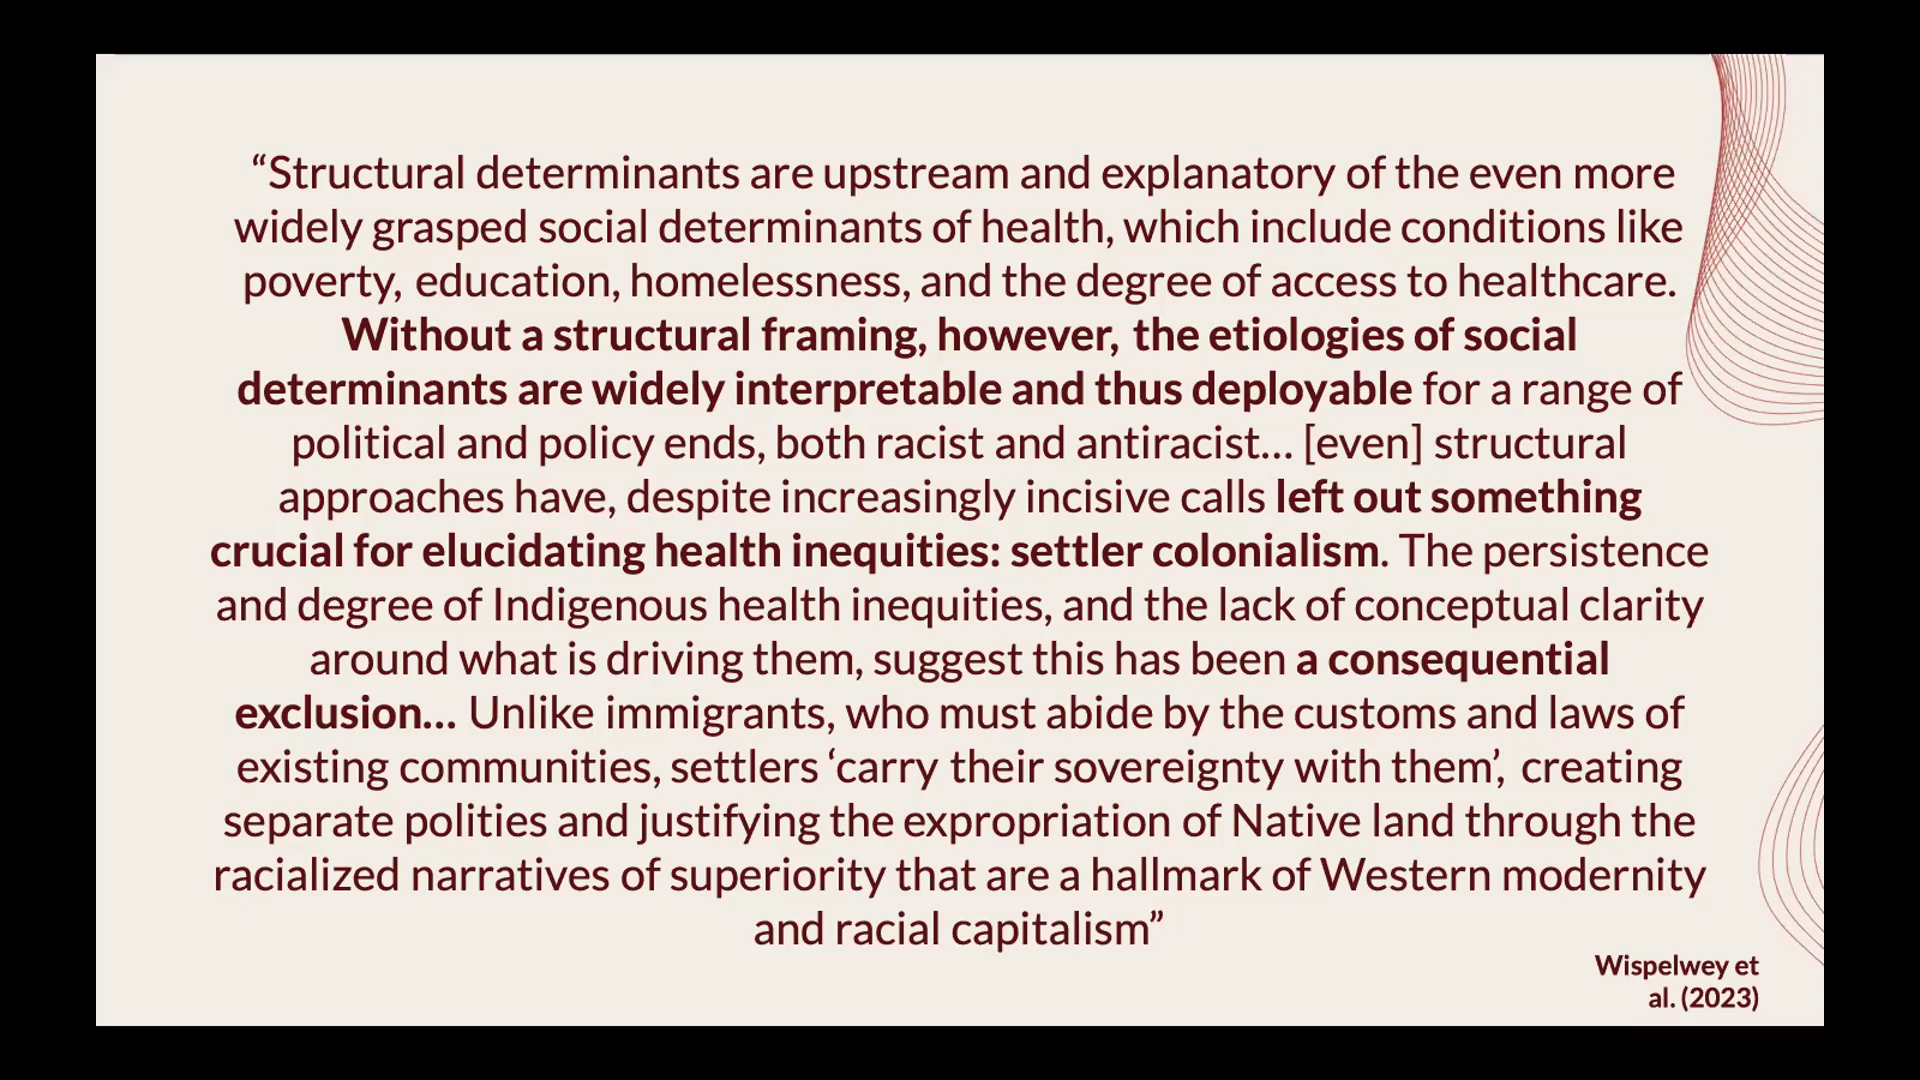 “Structural determinants are upstream and explanatory of the even more
widely grasped social determinants of health, which include conditions like
poverty, education, homelessness, and the degree of access to healthcare.
Without a structural framing, however, the etiologies of social
determinants are widely interpretable and thus deployable for a range of
political and policy ends, both racist and antiracist... [even] structural
approaches have, despite increasingly incisive calls left out something
crucial for elucidating health inequities: settler colonialism. The persistence
and degree of Indigenous health inequities, and the lack of conceptual clarity
around what is driving them, suggest this has been a consequential
exclusion... Unlike immigrants, who must abide by the customs and laws of
existing communities, settlers ‘carry their sovereignty with them’, creating
separate polities and justifying the expropriation of Native land through the
racialized narratives of superiority that are a hallmark of Western modernity
and racial capitalism”
Wispelwey et
al. (2023)